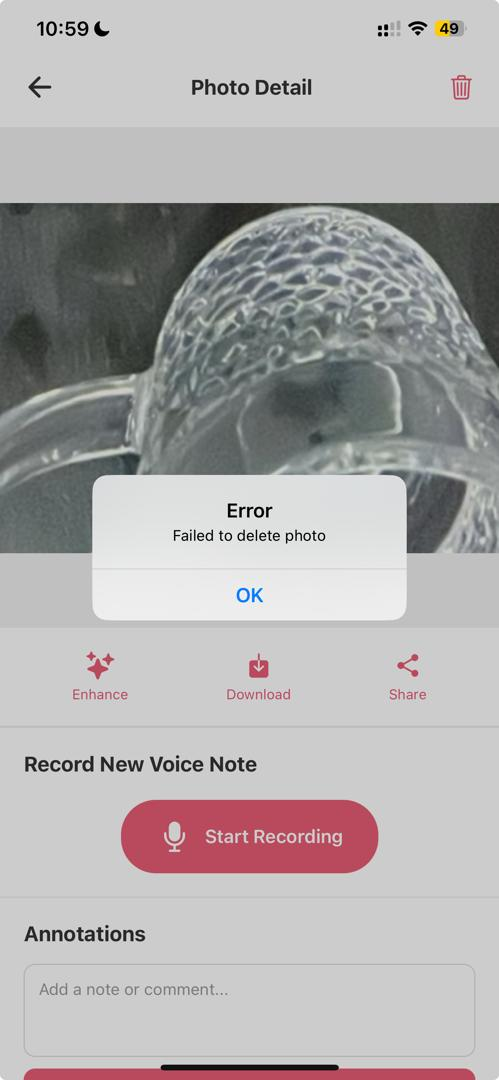 10:59
49
Photo Detail
Error
Failed to delete photo
OK
Enhance
Download
Share
Record New Voice Note
Start Recording
Annotations
Add a note or comment...